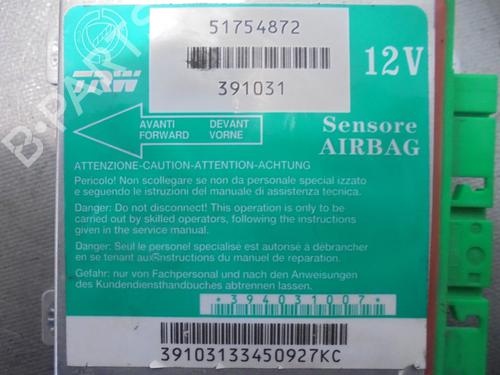 51754872
TRW
391031
12V
AVANTI DEVANT
FORWARD VORNE
Sensore
AIRBAG
ATTENZIONE-CAUTION-ATTENTION-ACHTUNG
Pericolo! Non scollegare se non da personale special izzato
e seguendo le istruzioni del manuale di assistenza tecnica.
Danger: Do not disconnect! This operation is only to be
carried out by skilled operators, following the instructions
given in the service manual.
Danger: Seul le personel spécialisé est autorisé à débrancher
en se tenant aux instructions du manuel de reparation.
Gefahr: nur von Fachpersonal und nach den Anweisungen
des Kundendiensthandbuches abtrennen lassen.
*394031007*
39103133450927KC
B-PARTS